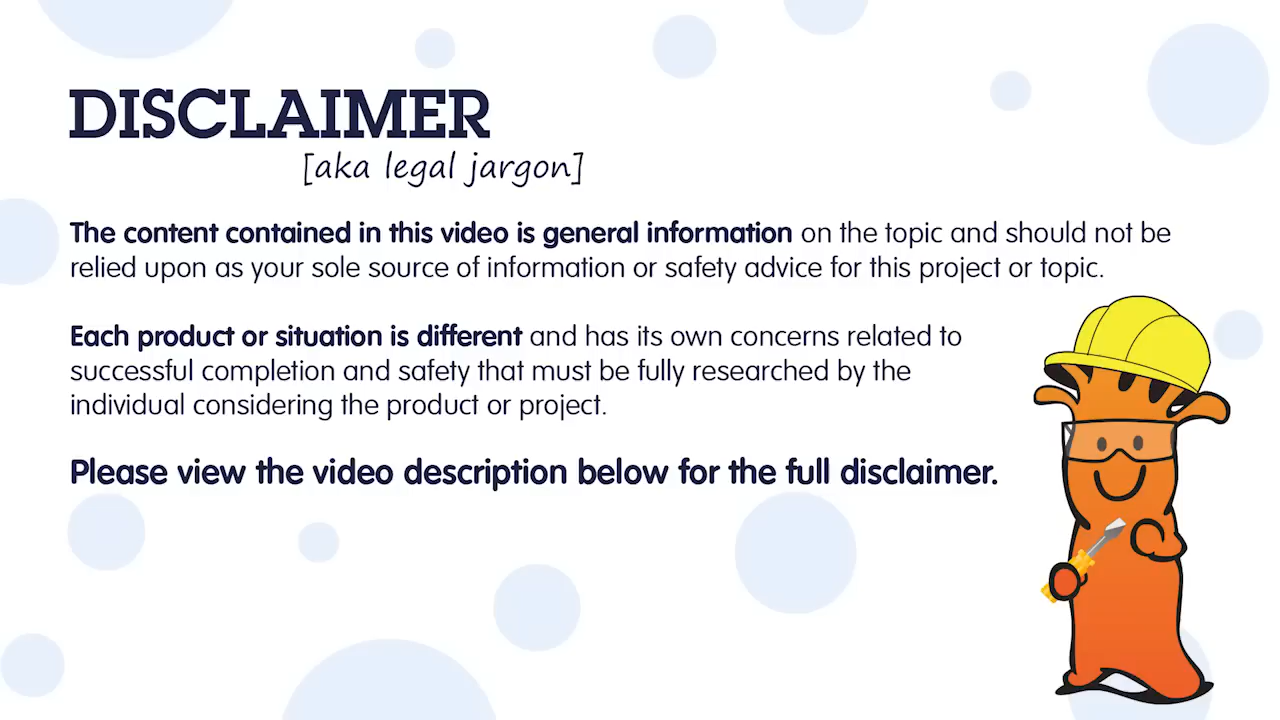 DISCLAIMER
[aka legal jargon]
The content contained in this video is general information on the topic and should not be
relied upon as your sole source of information or safety advice for this project or topic.
Each product or situation is different and has its own concerns related to
successful completion and safety that must be fully researched by the
individual considering the product or project.
Please view the video description below for the full disclaimer.